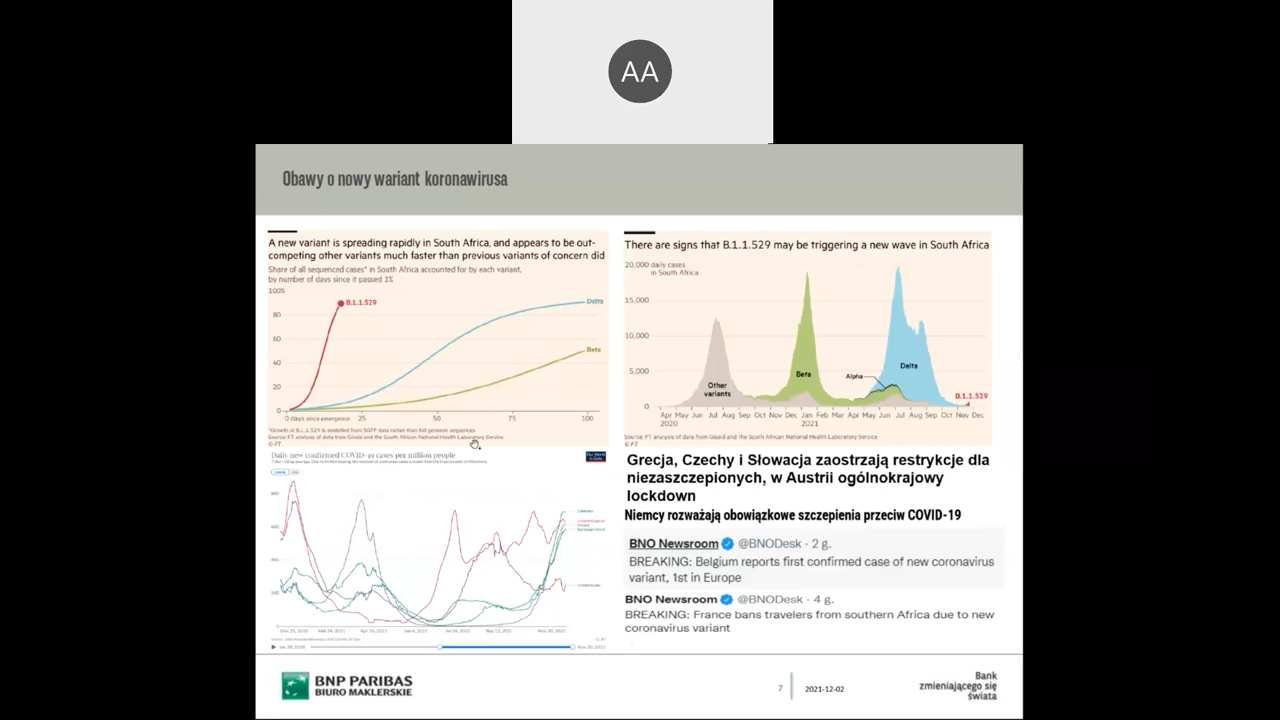 AA
Obawy o nowy wariant koronawirusa
A new variant is spreading rapidly in South Africa, and appears to be out-
competing other variants much faster than previous variants of concern did
Share of all sequenced cases* in South Africa accounted for by each variant,
by number of days since it passed 1%
100%
80
60
40
20
0
B.1.1.529
Delta
Beta
0 days since emergence 25 50 75 100
*Growth of B.1.1.529 is modelled from SGTF data rather than full genomic sequences
Source: FT analysis of data from Gisaid and the South African National Health Laboratory Service
© FT
There are signs that B.1.1.529 may be triggering a new wave in South Africa
20,000 daily cases
in South Africa
15,000
10,000
5,000
0
Other
variants
Beta
Alpha
Delta
B.1.1.529
Apr May Jun Jul Aug Sep Oct Nov Dec Jan Feb Mar Apr May Jun Jul Aug Sep Oct Nov Dec
2020 2021
Source: FT analysis of data from Gisaid and the South African National Health Laboratory Service
© FT
Daily new confirmed COVID-19 cases per million people
Grecja, Czechy i Słowacja zaostrzają restrykcje dla
niezaszczepionych, w Austrii ogólnokrajowy
lockdown
Niemcy rozważają obowiązkowe szczepienia przeciw COVID-19
BNO Newsroom @BNODesk · 2 g.
BREAKING: Belgium reports first confirmed case of new coronavirus
variant, 1st in Europe
BNO Newsroom @BNODesk · 4 g.
BREAKING: France bans travelers from southern Africa due to new
coronavirus variant
BNP PARIBAS
BIURO MAKLERSKIE
7
2021-12-02
Bank
zmieniającego się
świata